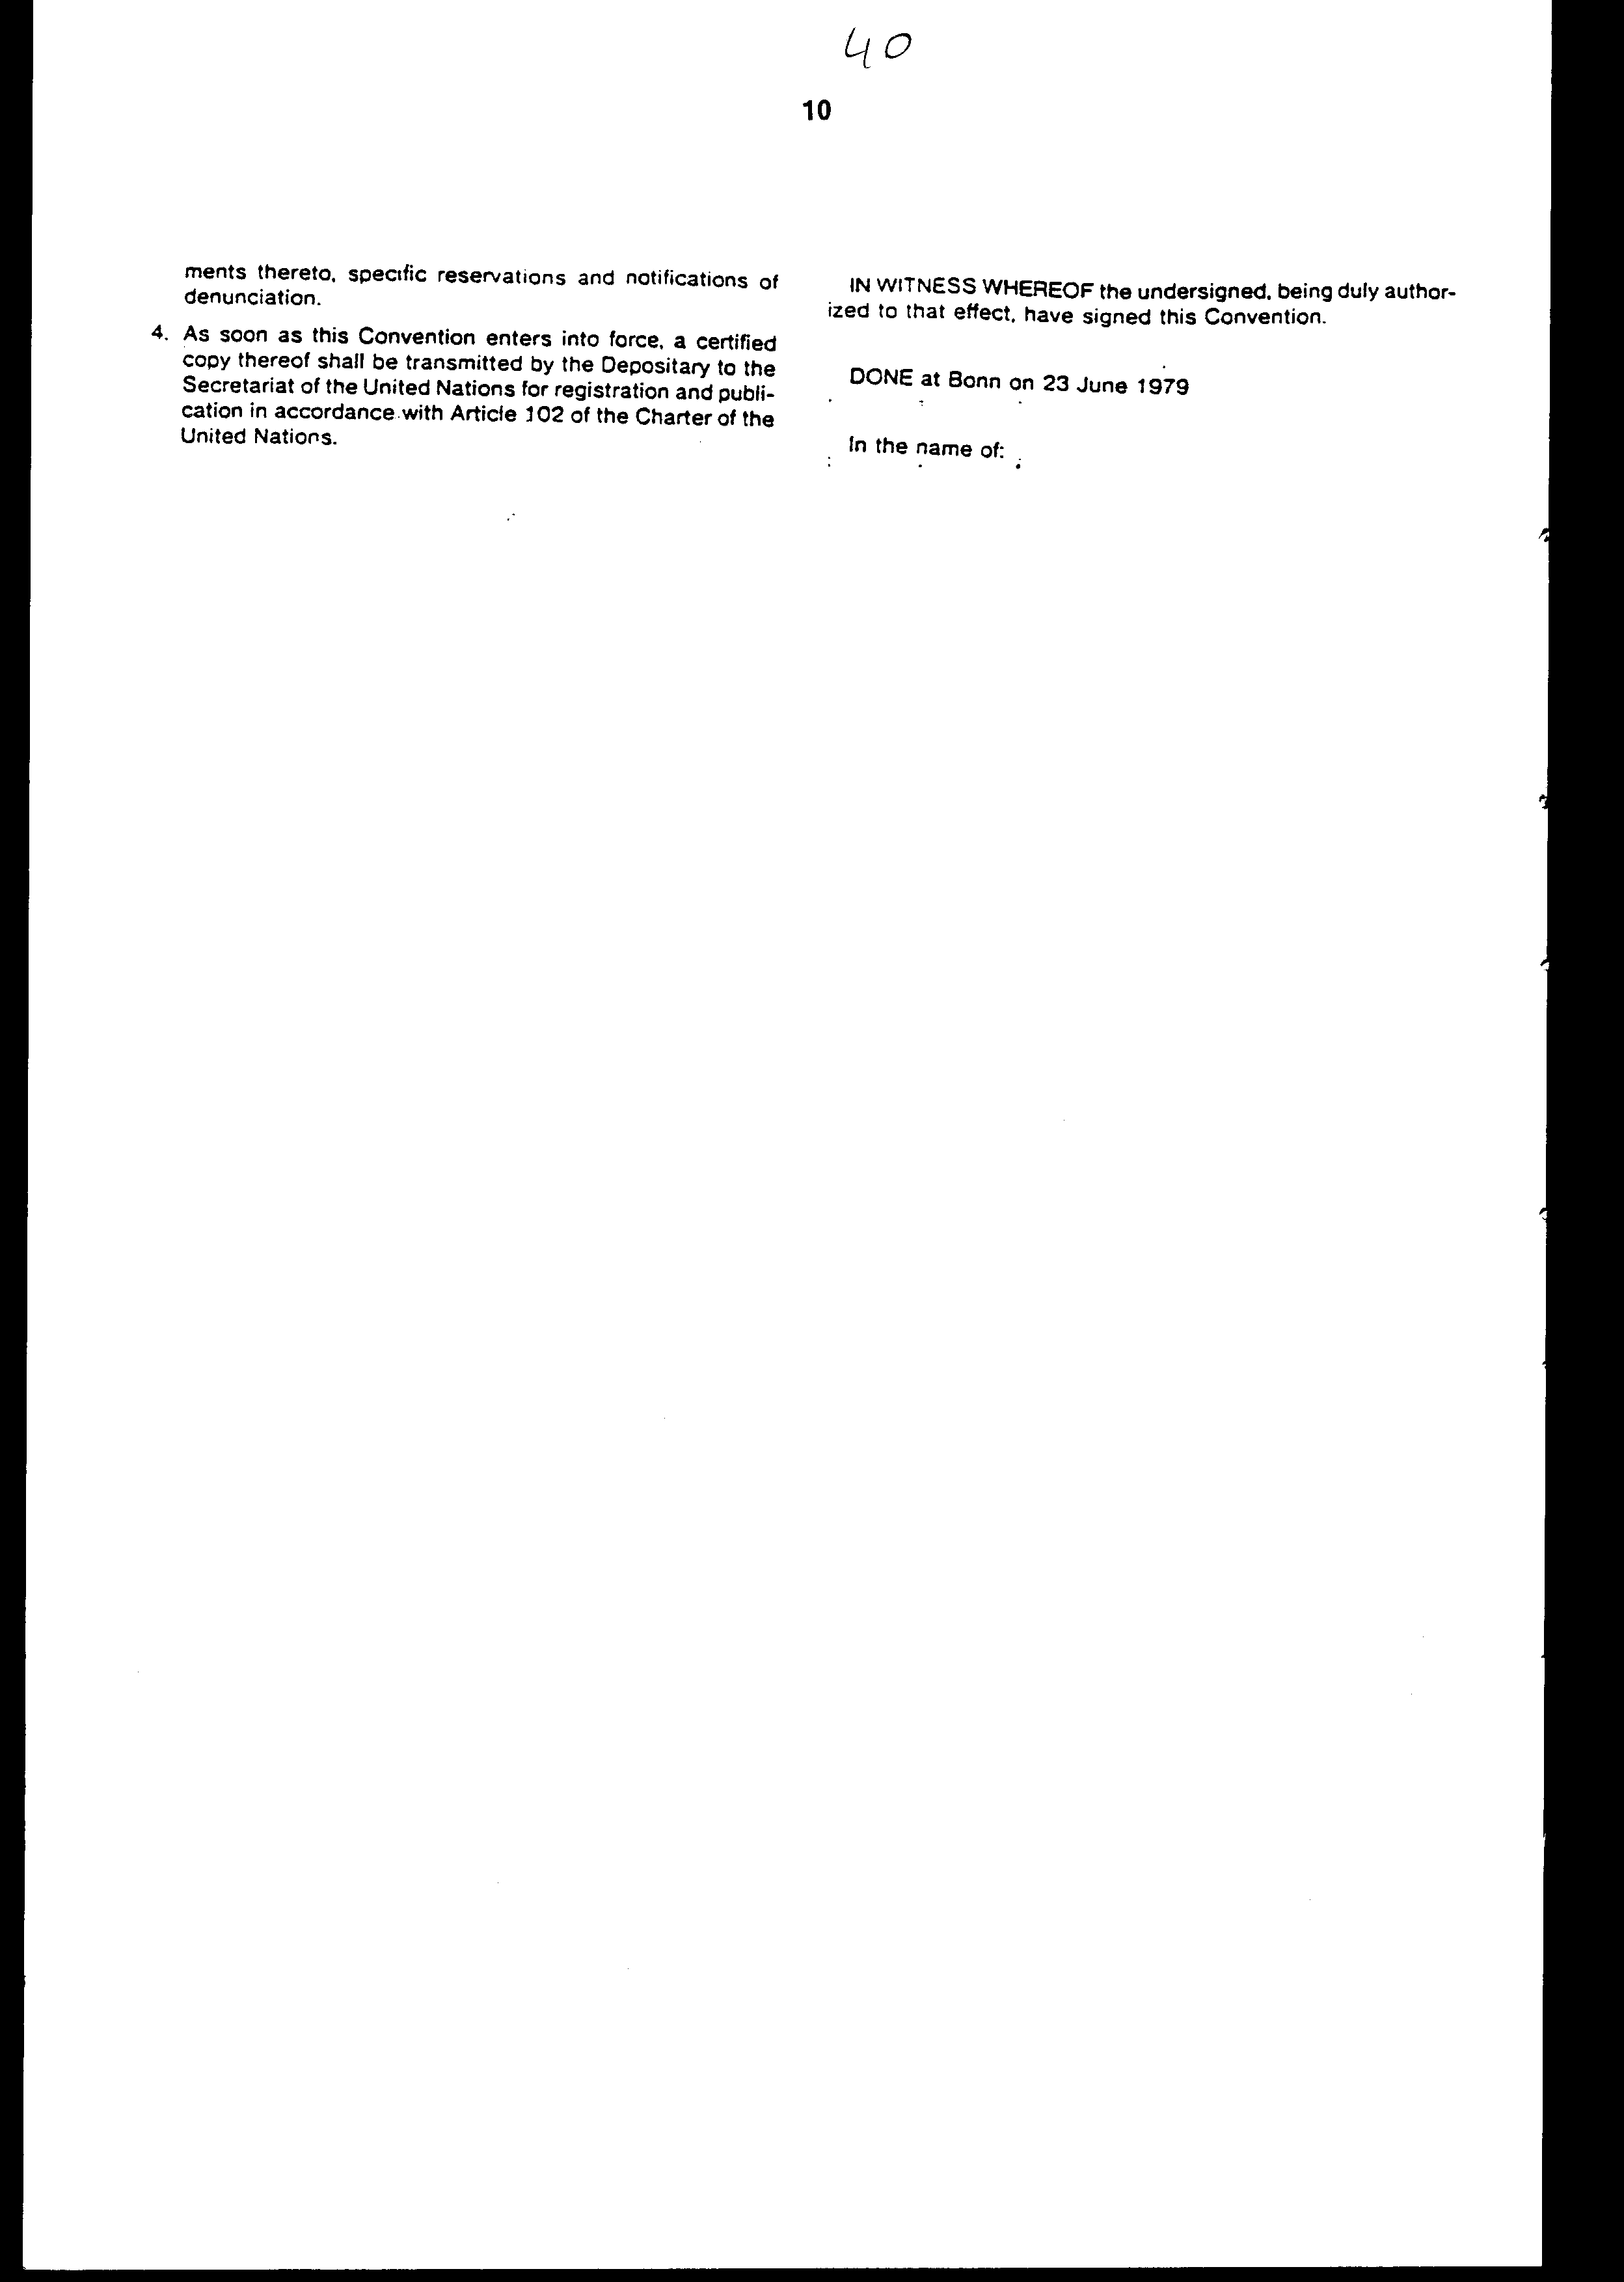 40
10
ments thereto, specific reservations and notifications of
denunciation.
4. As soon as this Convention enters into force, a certified
copy thereof shall be transmitted by the Depositary to the
Secretariat of the United Nations for registration and publi-
cation in accordance with Article 102 of the Charter of the
United Nations.
IN WITNESS WHEREOF the undersigned, being duly author-
ized to that effect, have signed this Convention.
DONE at Bonn on 23 June 1979
In the name of: